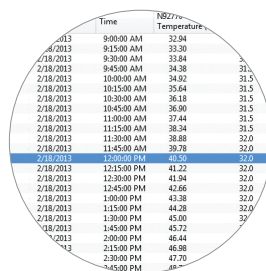 Time N9277
Temperature
2013 9:00:00 AM 32.94
18/2013 9:15:00 AM 33.30
2/18/2013 9:30:00 AM 33.84 3
2/18/2013 9:45:00 AM 34.38 31.
2/18/2013 10:00:00 AM 34.92 31.5
2/18/2013 10:15:00 AM 35.64 31.5
2/18/2013 10:30:00 AM 36.18 31.5
2/18/2013 10:45:00 AM 36.90 31.5
2/18/2013 11:00:00 AM 37.44 31.5
2/18/2013 11:15:00 AM 38.34 31.5
2/18/2013 11:30:00 AM 38.88 32.0
2/18/2013 11:45:00 AM 39.78 32.0
2/18/2013 12:00:00 PM 40.50 32.0
2/18/2013 12:15:00 PM 41.22 32.0
2/18/2013 12:30:00 PM 41.94 32.0
2/18/2013 12:45:00 PM 42.66 32.0
2/18/2013 1:00:00 PM 43.38 32.0
2/18/2013 1:15:00 PM 44.28 32.0
2/18/2013 1:30:00 PM 45.00 32.
/18/2013 1:45:00 PM 45.72 32
18/2013 2:00:00 PM 46.44
2013 2:15:00 PM 46.98
2:30:00 PM 47.70
2:45:00 PM